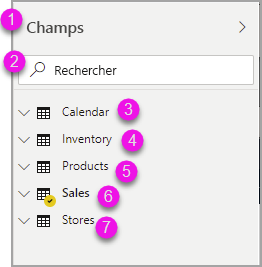 1 Champs
2 Rechercher
Calendar 3
Inventory 4
Products 5
Sales 6
Stores 7